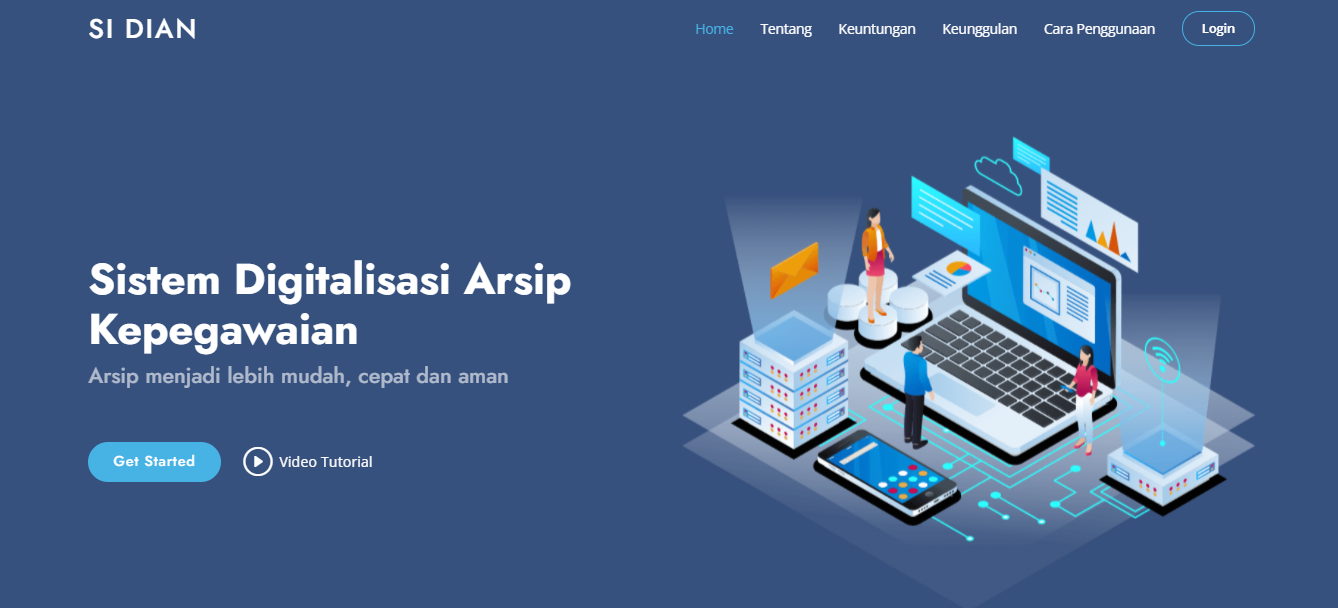 SI DIAN
Home Tentang Keuntungan Keunggulan Cara Penggunaan Login
Sistem Digitalisasi Arsip
Kepegawaian
Arsip menjadi lebih mudah, cepat dan aman
Get Started Video Tutorial